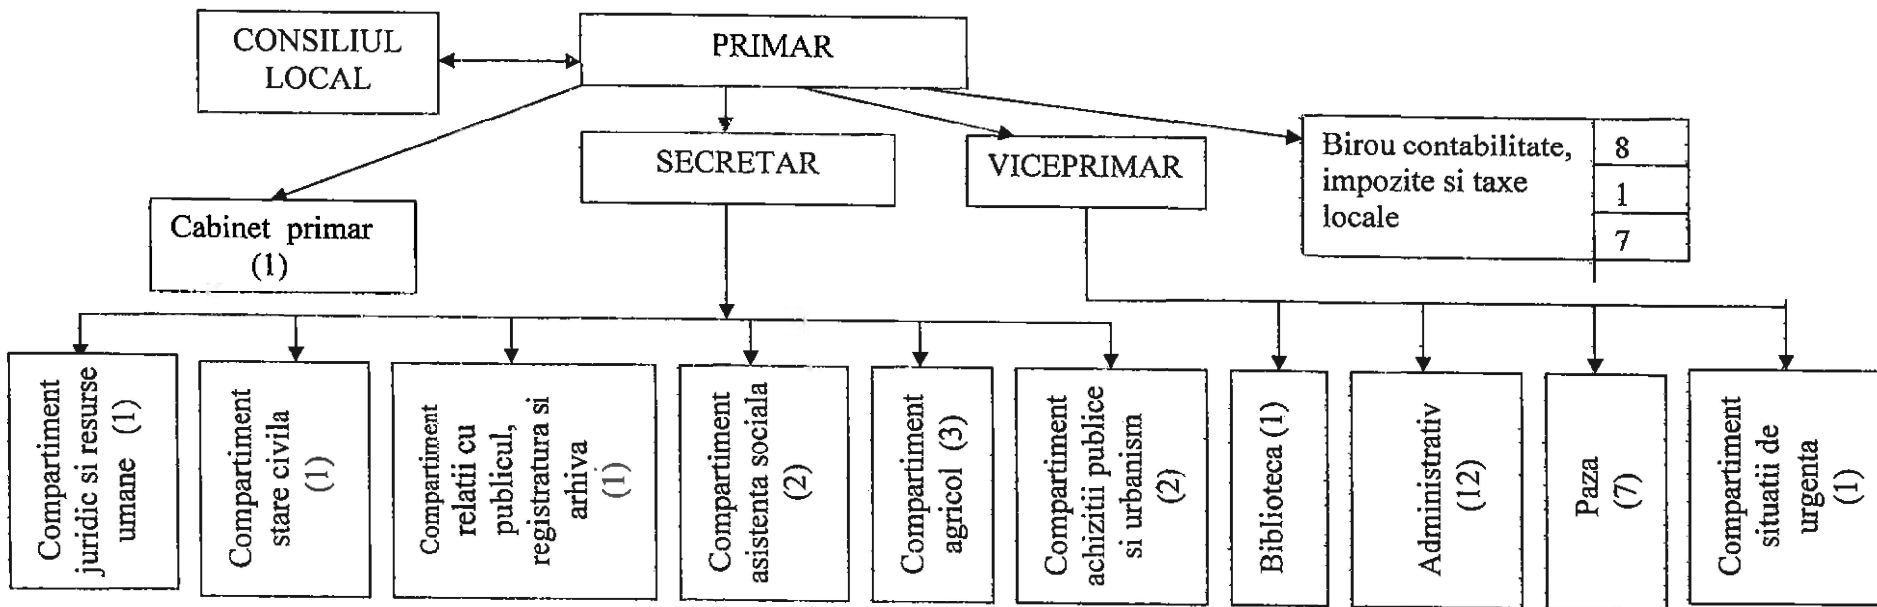 CONSILIUL
LOCAL
PRIMAR
SECRETAR
VICEPRIMAR
Birou contabilitate,
impozite si taxe
locale
8
1
7
Cabinet primar
(1)
Compartiment
juridic si resurse
umane (1)
Compartiment
stare civila
(1)
Compartiment
relatii cu
publicul,
registratura si
arhiva
(1)
Compartiment
asistenta sociala
(2)
Compartiment
agricol (3)
Compartiment
achizitii publice
si urbanism
(2)
Biblioteca (1)
Administrativ
(12)
Paza
(7)
Compartiment
situatii de
urgenta
(1)